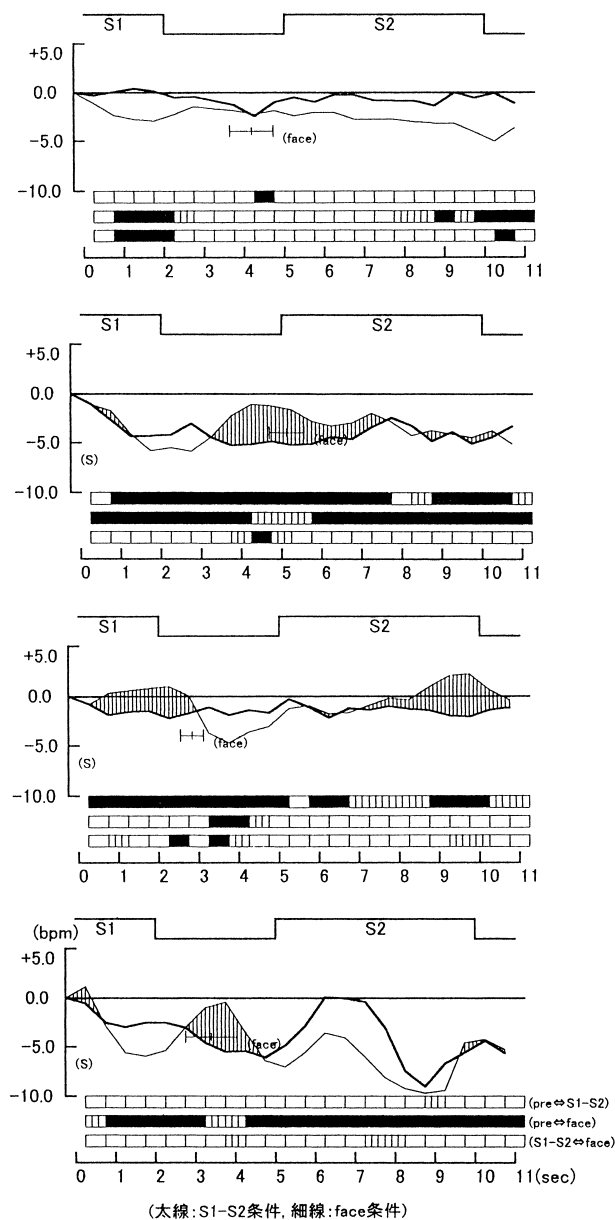 S1 S2
+5.0
0.0
(face)
-5.0
-10.0
0 1 2 3 4 5 6 7 8 9 10 11
S1 S2
+5.0
0.0
(face)
-5.0
(S)
-10.0
0 1 2 3 4 5 6 7 8 9 10 11
S1 S2
+5.0
0.0
(face)
-5.0
(S)
-10.0
0 1 2 3 4 5 6 7 8 9 10 11
(bpm) S1 S2
+5.0
0.0
(face)
-5.0
(S)
-10.0
(pre⇔S1-S2)
(pre⇔face)
(S1-S2⇔face)
0 1 2 3 4 5 6 7 8 9 10 11(sec)
(太線:S1-S2条件, 細線:face条件)